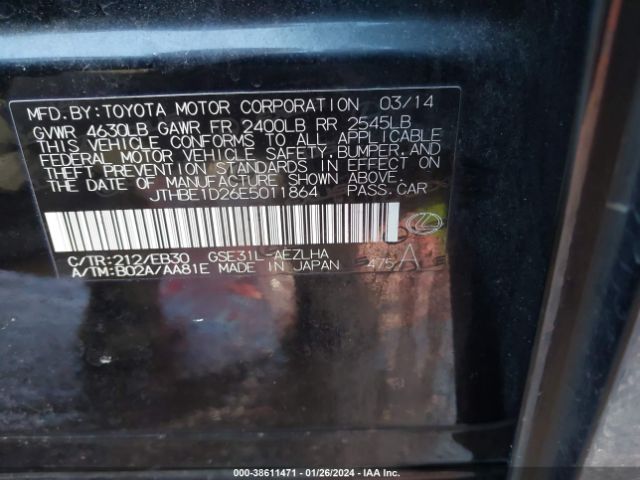 MFD.BY:TOYOTA MOTOR CORPORATION 03/14
GVWR 4630LB GAWR FR 2400LB RR 2545LB
THIS VEHICLE CONFORMS TO ALL APPLICABLE
FEDERAL MOTOR VEHICLE SAFETY, BUMPER, AND
THEFT PREVENTION STANDARDS IN EFFECT ON
THE DATE OF MANUFACTURE SHOWN ABOVE.
JTHBE1D26E5011864 PASS.CAR
C/TR:212/EB30 GSE31L-AEZLHA
A/TM:B02A/AA81E MADE IN JAPAN 475 A
000-38611471 - 01/26/2024 - IAA Inc.